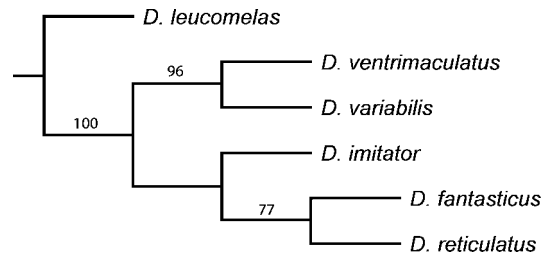 D. leucomelas
96
D. ventrimaculatus
D. variabilis
100
D. imitator
77
D. fantasticus
D. reticulatus